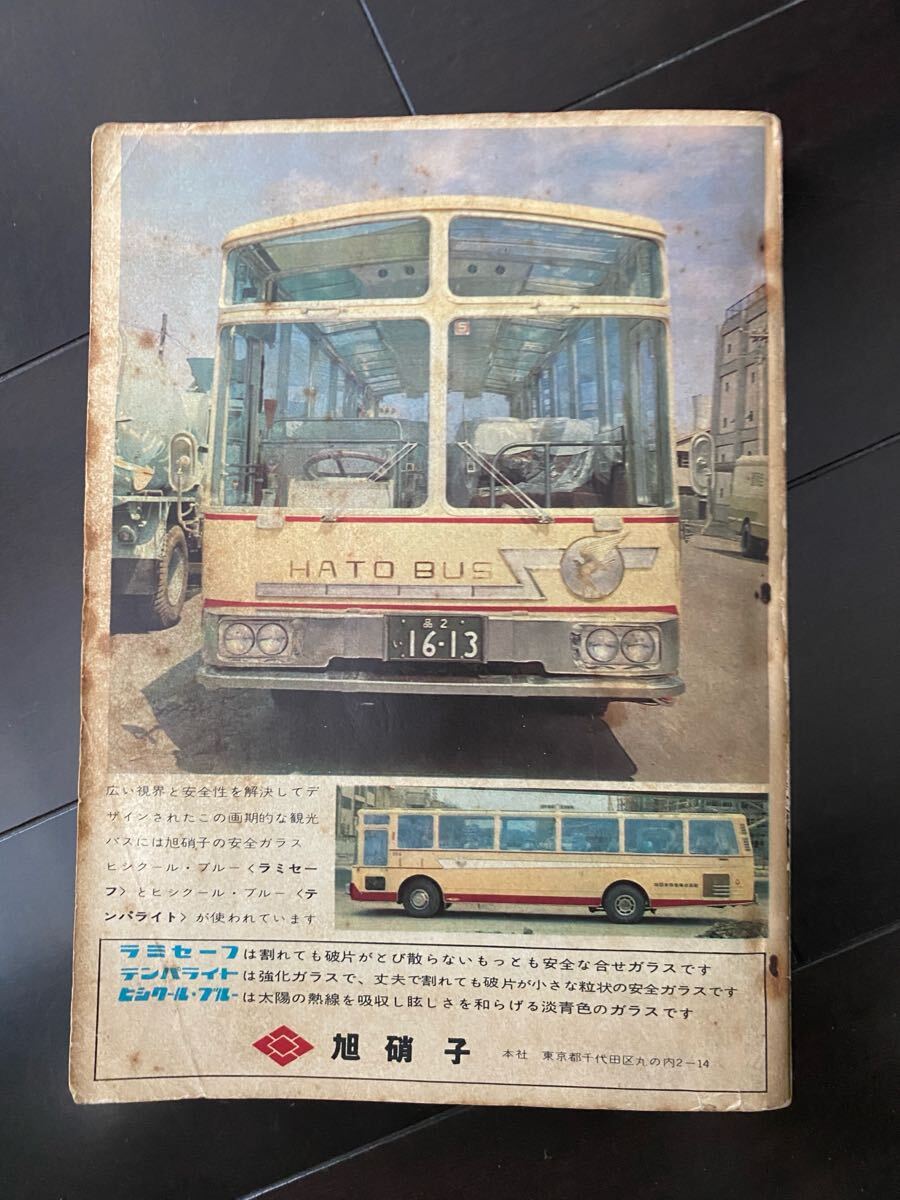 S
HATO BUS
品 2
い 16-13
広い視界と安全性を解決してデ
ザインされたこの画期的な観光
バスには旭硝子の安全ガラス
ヒシクール・ブルー〈ラミセー
フ〉とヒシクール・ブルー〈テ
ンパライト〉が使われています
ラミセーフは割れても破片がとび散らないもっとも安全な合せガラスです
テンパライトは強化ガラスで、丈夫で割れても破片が小さな粒状の安全ガラスです
ヒシクール・ブルーは太陽の熱線を吸収し眩しさを和らげる淡青色のガラスです
旭硝子 本社 東京都千代田区丸の内2-14